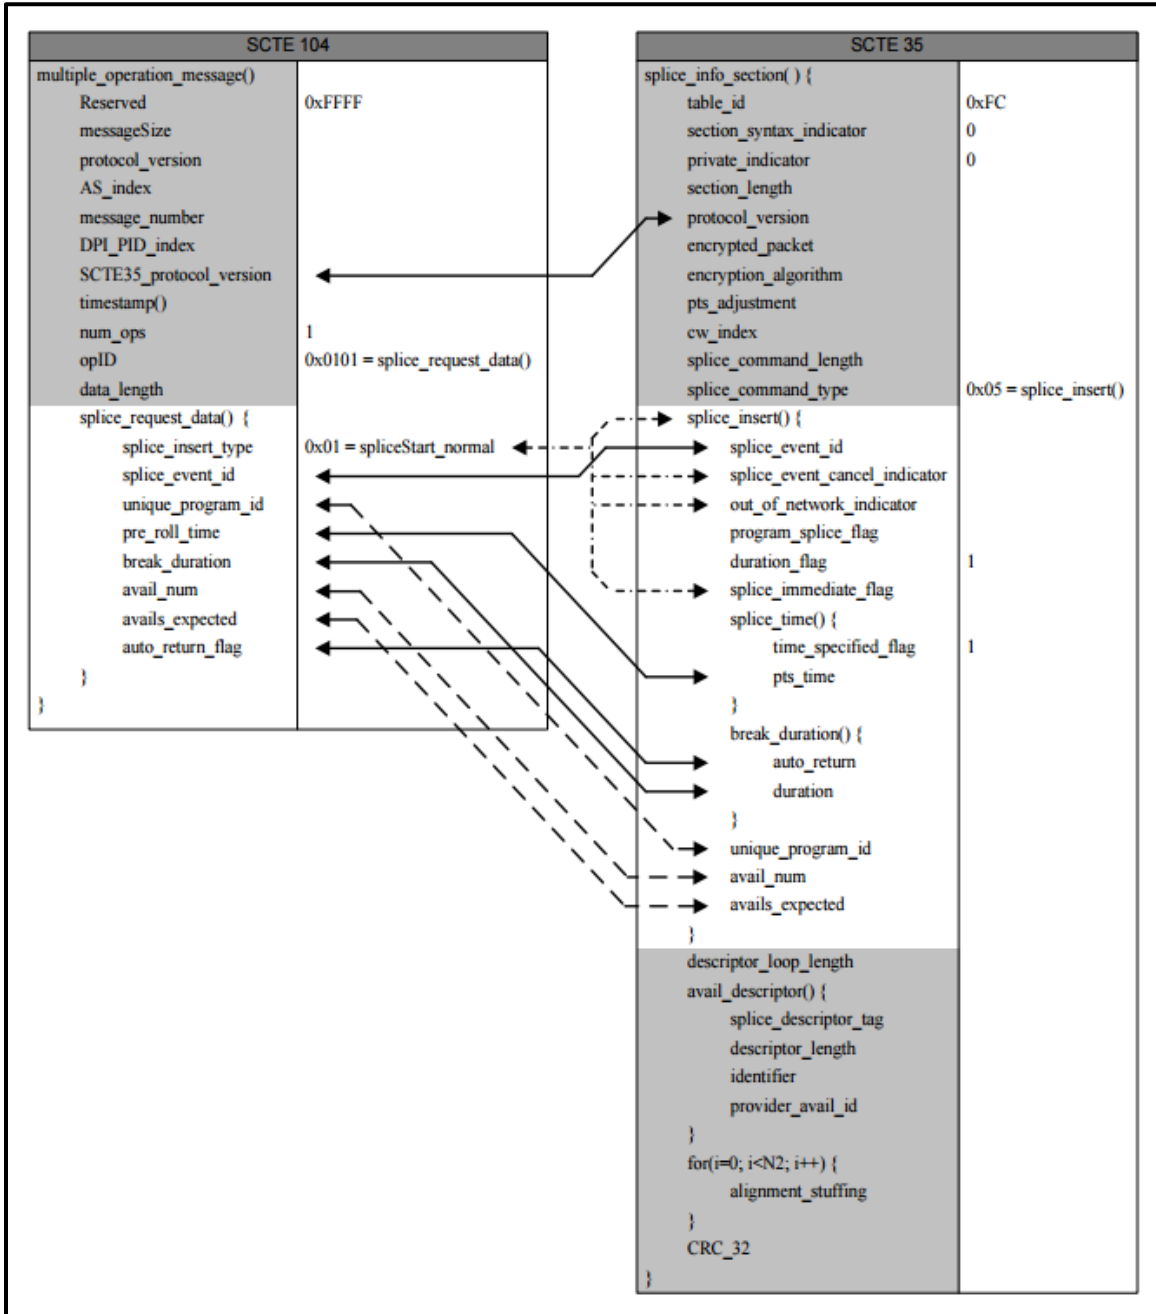 SCTE 104
multiple_operation_message()
Reserved 0xFFFF
messageSize
protocol_version
AS_index
message_number
DPI_PID_index
SCTE35_protocol_version
timestamp()
num_ops 1
opID 0x0101 = splice_request_data()
data_length
splice_request_data() {
splice_insert_type 0x01 = spliceStart_normal
splice_event_id
unique_program_id
pre_roll_time
break_duration
avail_num
avails_expected
auto_return_flag
}
}
SCTE 35
splice_info_section( ) {
table_id 0xFC
section_syntax_indicator 0
private_indicator 0
section_length
protocol_version
encrypted_packet
encryption_algorithm
pts_adjustment
cw_index
splice_command_length
splice_command_type 0x05 = splice_insert()
splice_insert() {
splice_event_id
splice_event_cancel_indicator
out_of_network_indicator
program_splice_flag
duration_flag 1
splice_immediate_flag
splice_time() {
time_specified_flag 1
pts_time
}
break_duration() {
auto_return
duration
}
unique_program_id
avail_num
avails_expected
}
descriptor_loop_length
avail_descriptor() {
splice_descriptor_tag
descriptor_length
identifier
provider_avail_id
}
for(i=0; i<N2; i++) {
alignment_stuffing
}
CRC_32
}